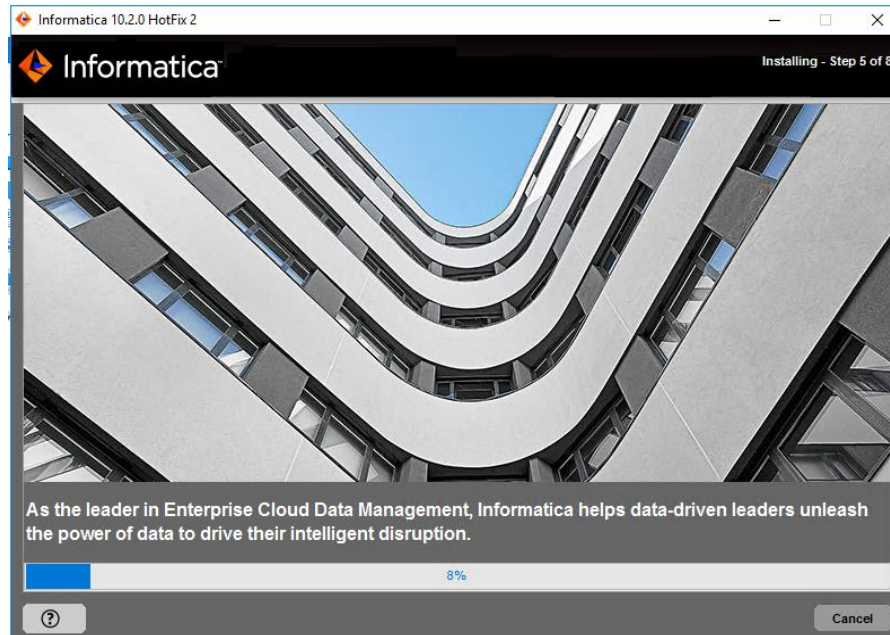 Informatica 10.2.0 HotFix 2
Informatica
Installing - Step 5 of 8
As the leader in Enterprise Cloud Data Management, Informatica helps data-driven leaders unleash
the power of data to drive their intelligent disruption.
8%
?
Cancel